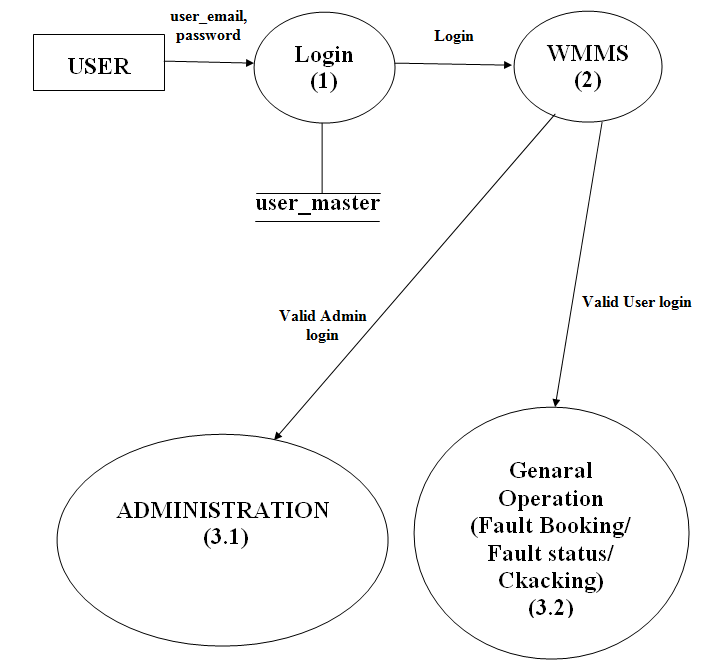 user_email,
password
USER
Login
(1)
Login
WMMS
(2)
user_master
Valid Admin
login
Valid User login
ADMINISTRATION
(3.1)
Genaral
Operation
(Fault Booking/
Fault status/
Ckacking)
(3.2)